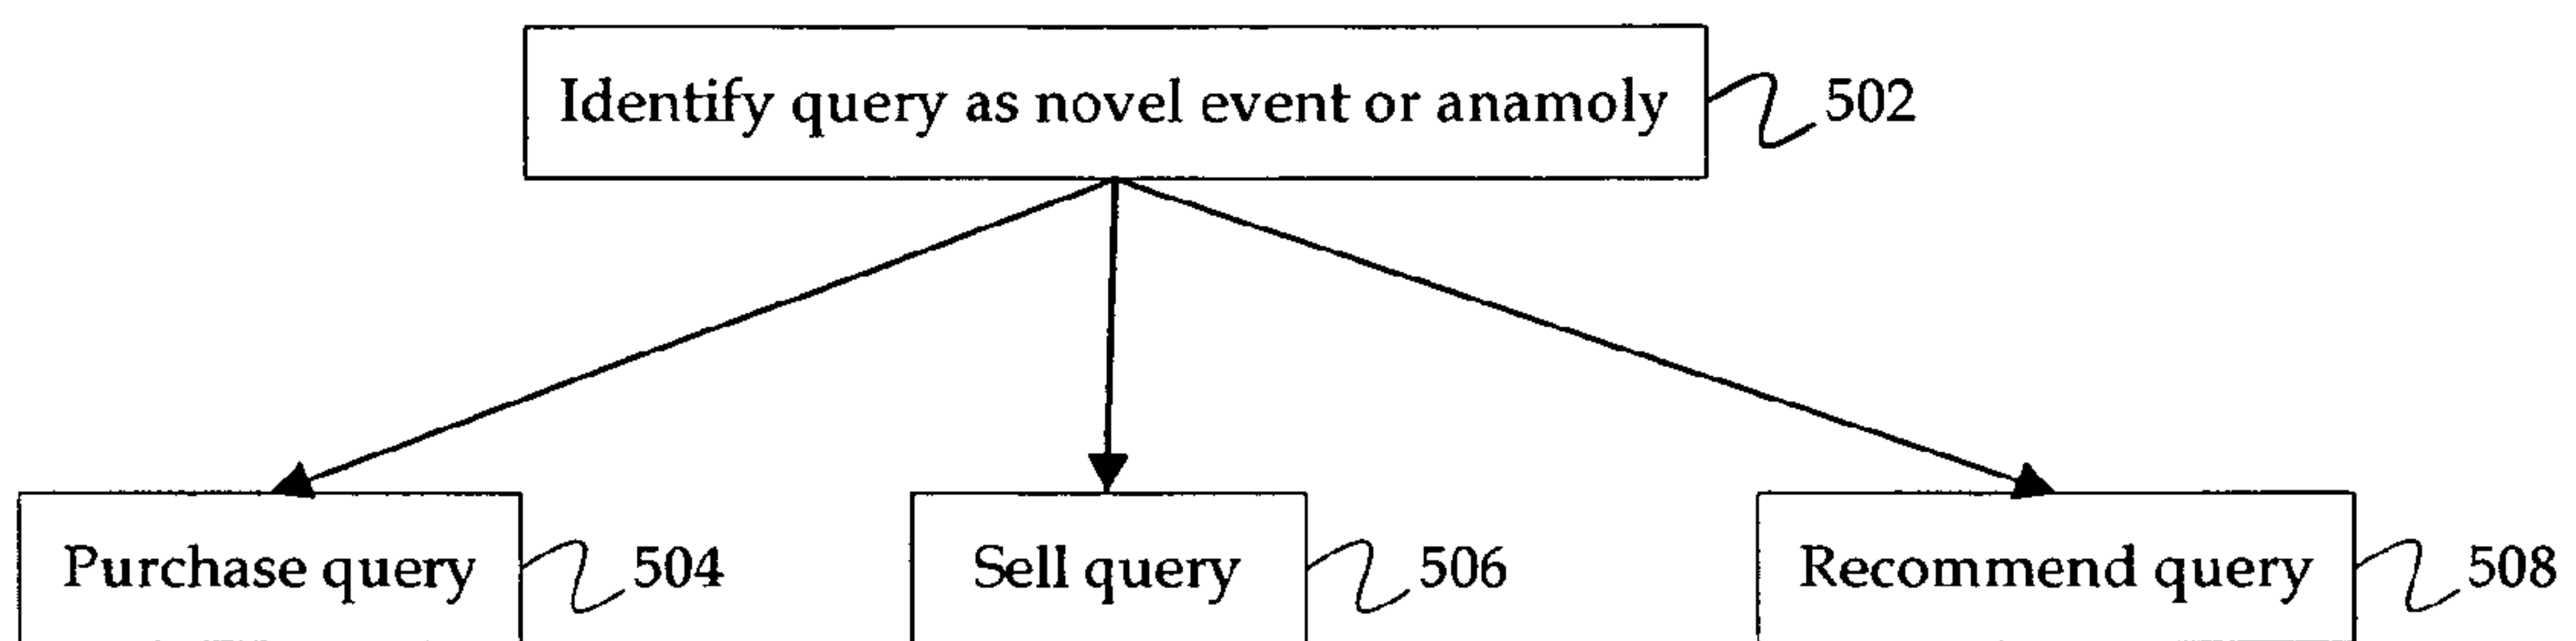 Identify query as novel event or anamoly 502
Purchase query 504 Sell query 506 Recommend query 508